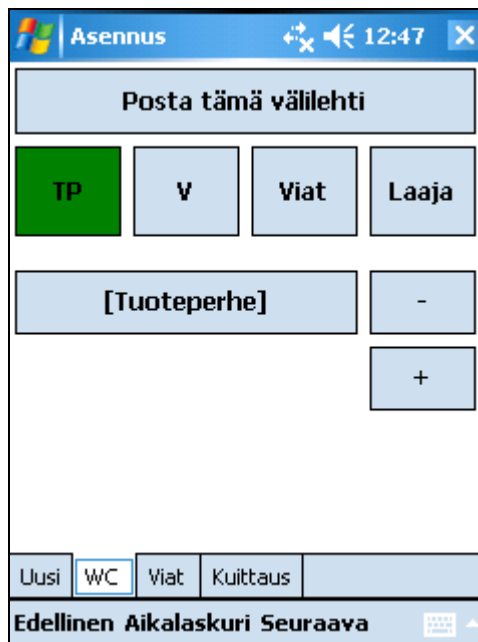 Asennus 12:47
Posta tämä välilehti
TP V Viat Laaja
[Tuoteperhe] -
+
Uusi WC Viat Kuittaus
Edellinen Aikalaskuri Seuraava